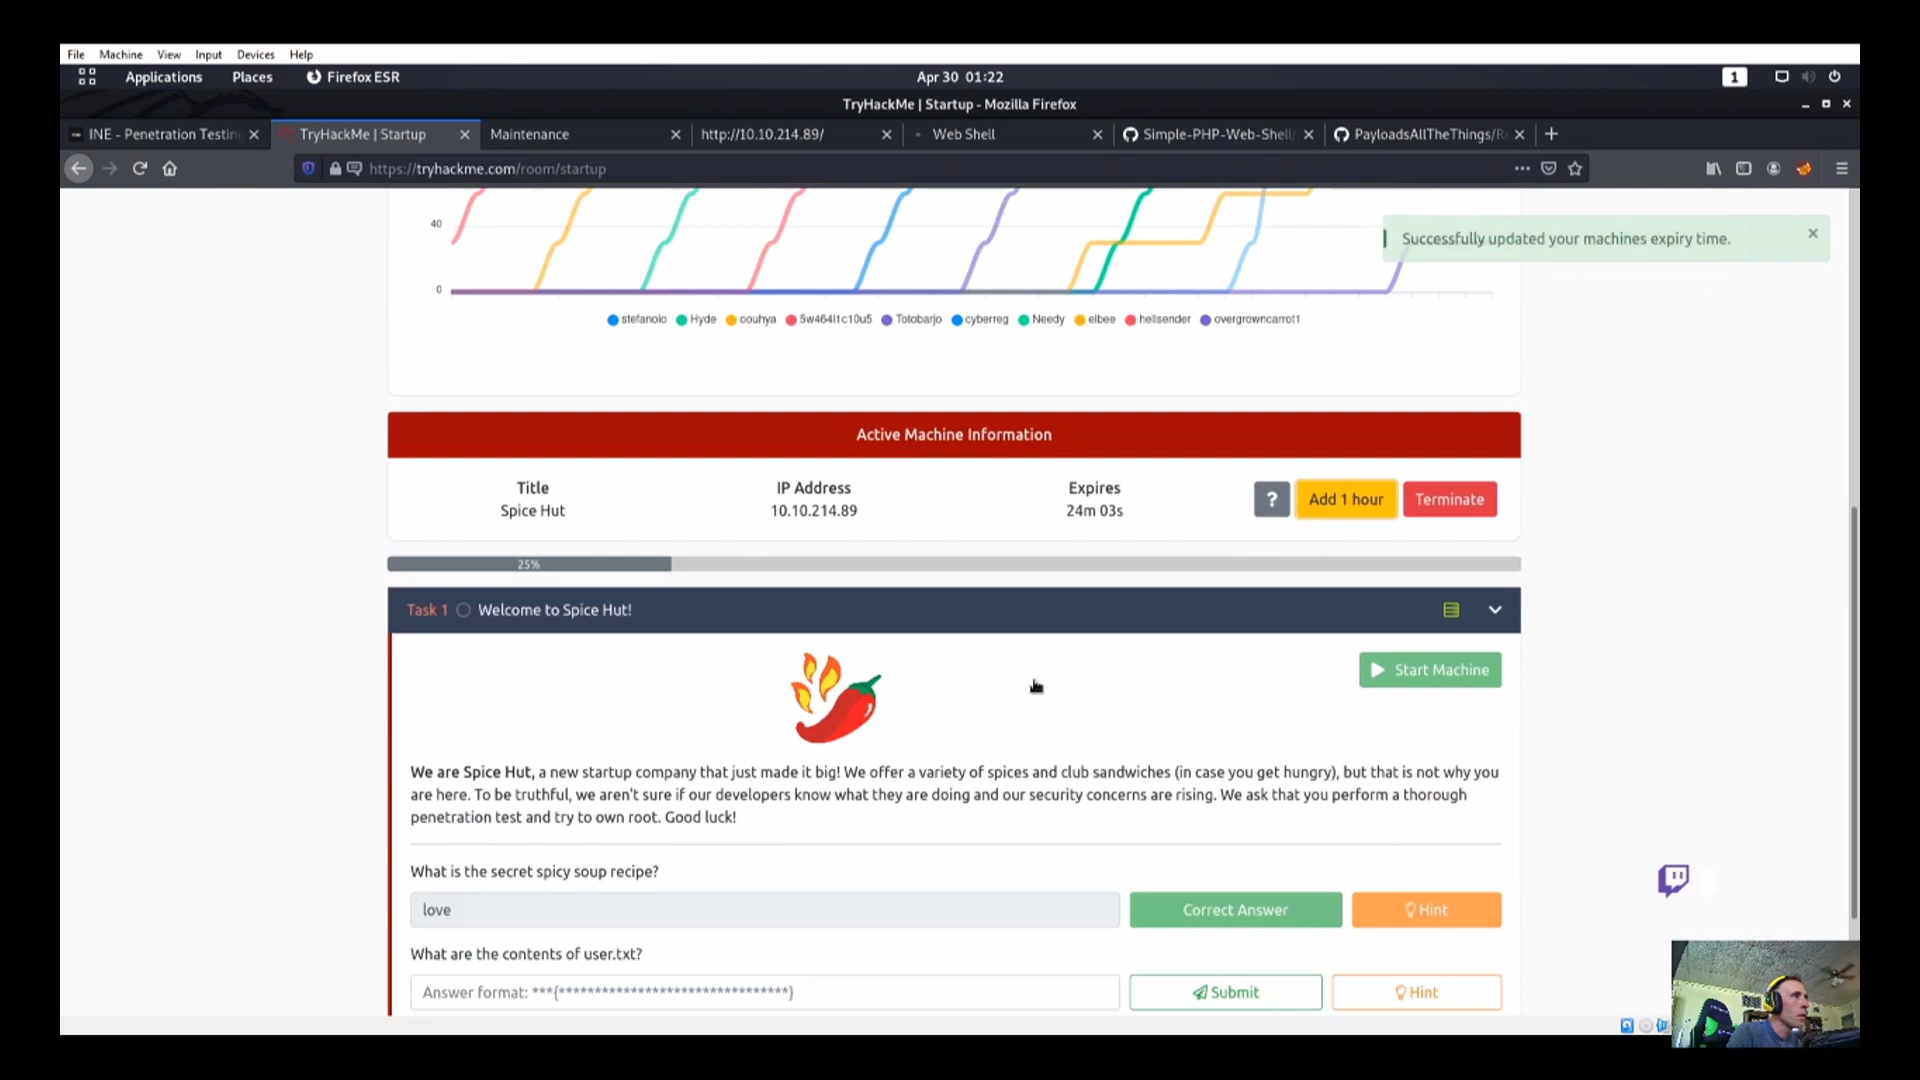 File Machine View Input Devices Help
Applications Places Firefox ESR Apr 30 01:22 1
TryHackMe | Startup - Mozilla Firefox
INE - Penetration Testin TryHackMe | Startup Maintenance http://10.10.214.89/ Web Shell Simple-PHP-Web-Shell/ PayloadsAllTheThings/R
https://tryhackme.com/room/startup
40
Successfully updated your machines expiry time.
0
stefanoio Hyde couhya 5w464l1c10u5 Totobarjo cyberreg Needy elbee hellsender overgrowncarrot1
Active Machine Information
Title IP Address Expires
Spice Hut 10.10.214.89 24m 03s
? Add 1 hour Terminate
25%
Task 1 Welcome to Spice Hut!
Start Machine
We are Spice Hut, a new startup company that just made it big! We offer a variety of spices and club sandwiches (in case you get hungry), but that is not why you
are here. To be truthful, we aren't sure if our developers know what they are doing and our security concerns are rising. We ask that you perform a thorough
penetration test and try to own root. Good luck!
What is the secret spicy soup recipe?
love Correct Answer Hint
What are the contents of user.txt?
Answer format: ***{********************************} Submit Hint